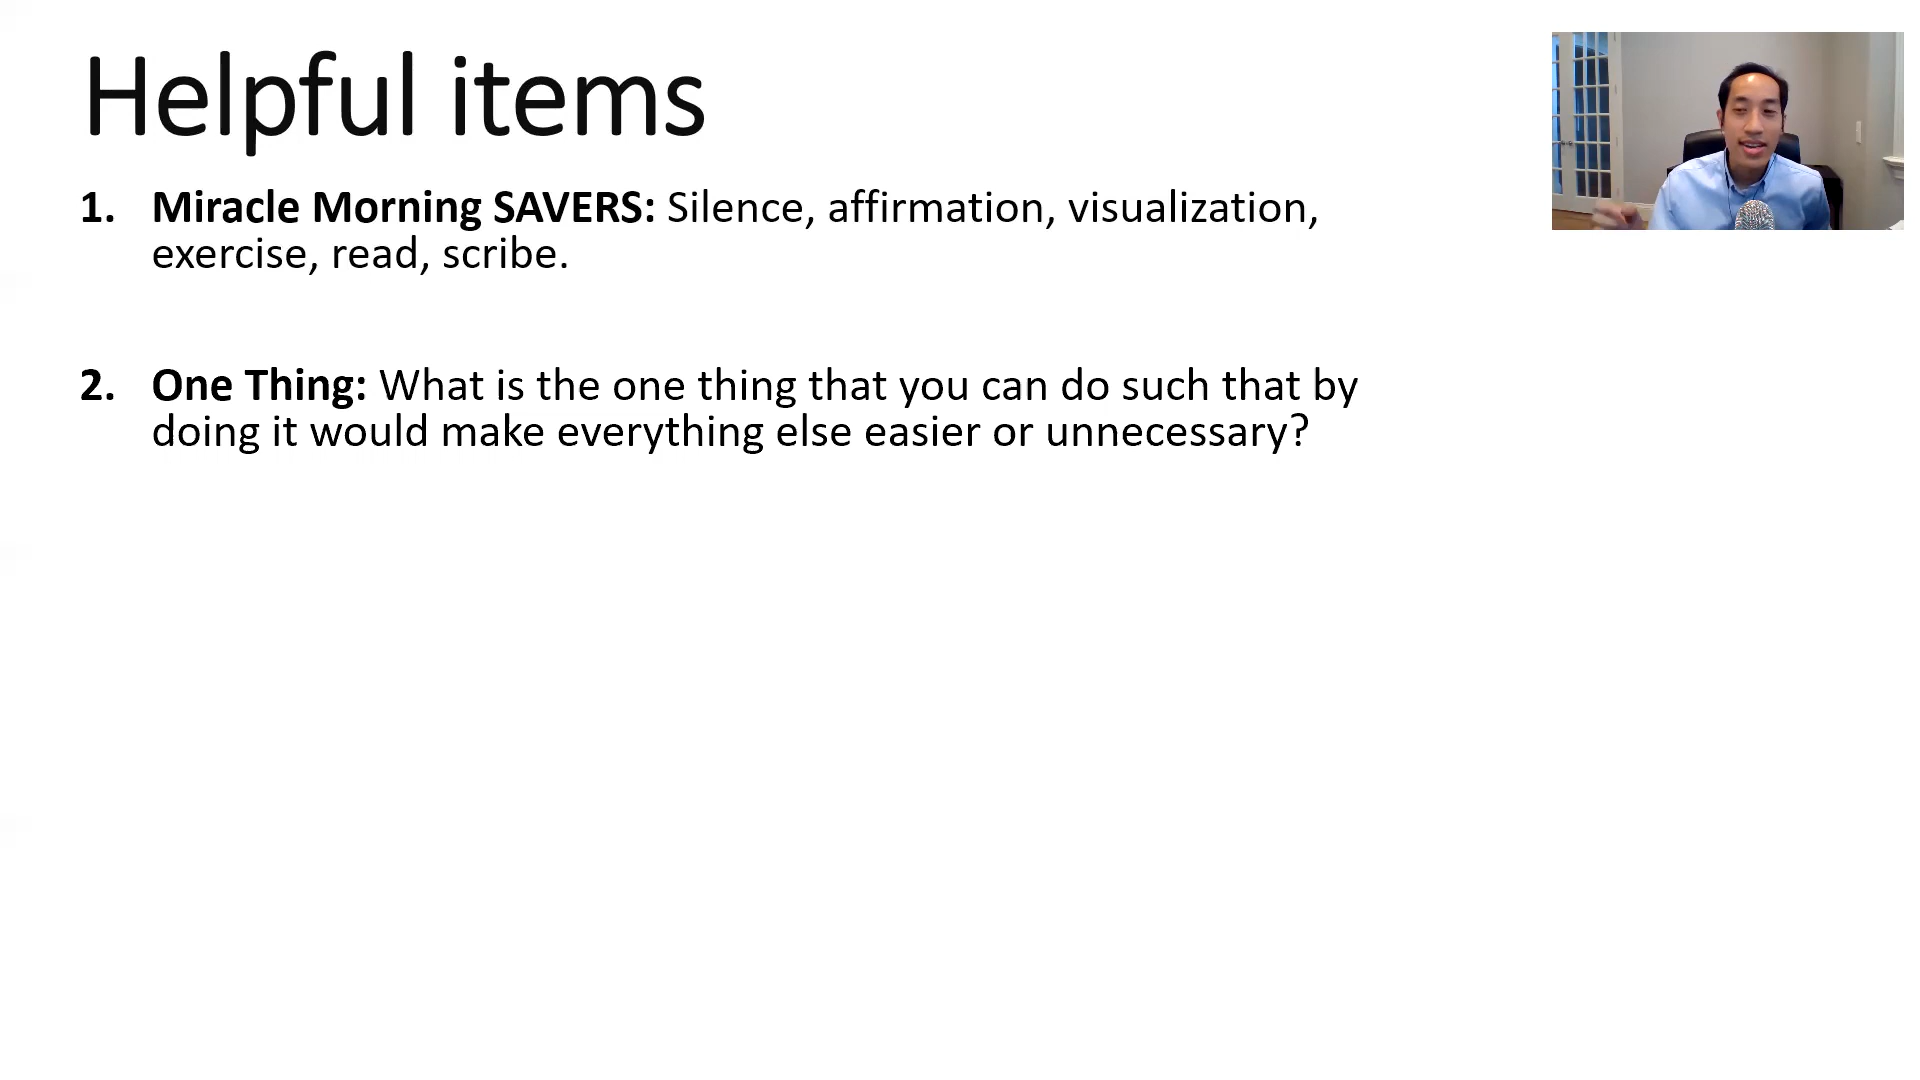 Helpful items
1. Miracle Morning SAVERS: Silence, affirmation, visualization,
exercise, read, scribe.
2. One Thing: What is the one thing that you can do such that by
doing it would make everything else easier or unnecessary?